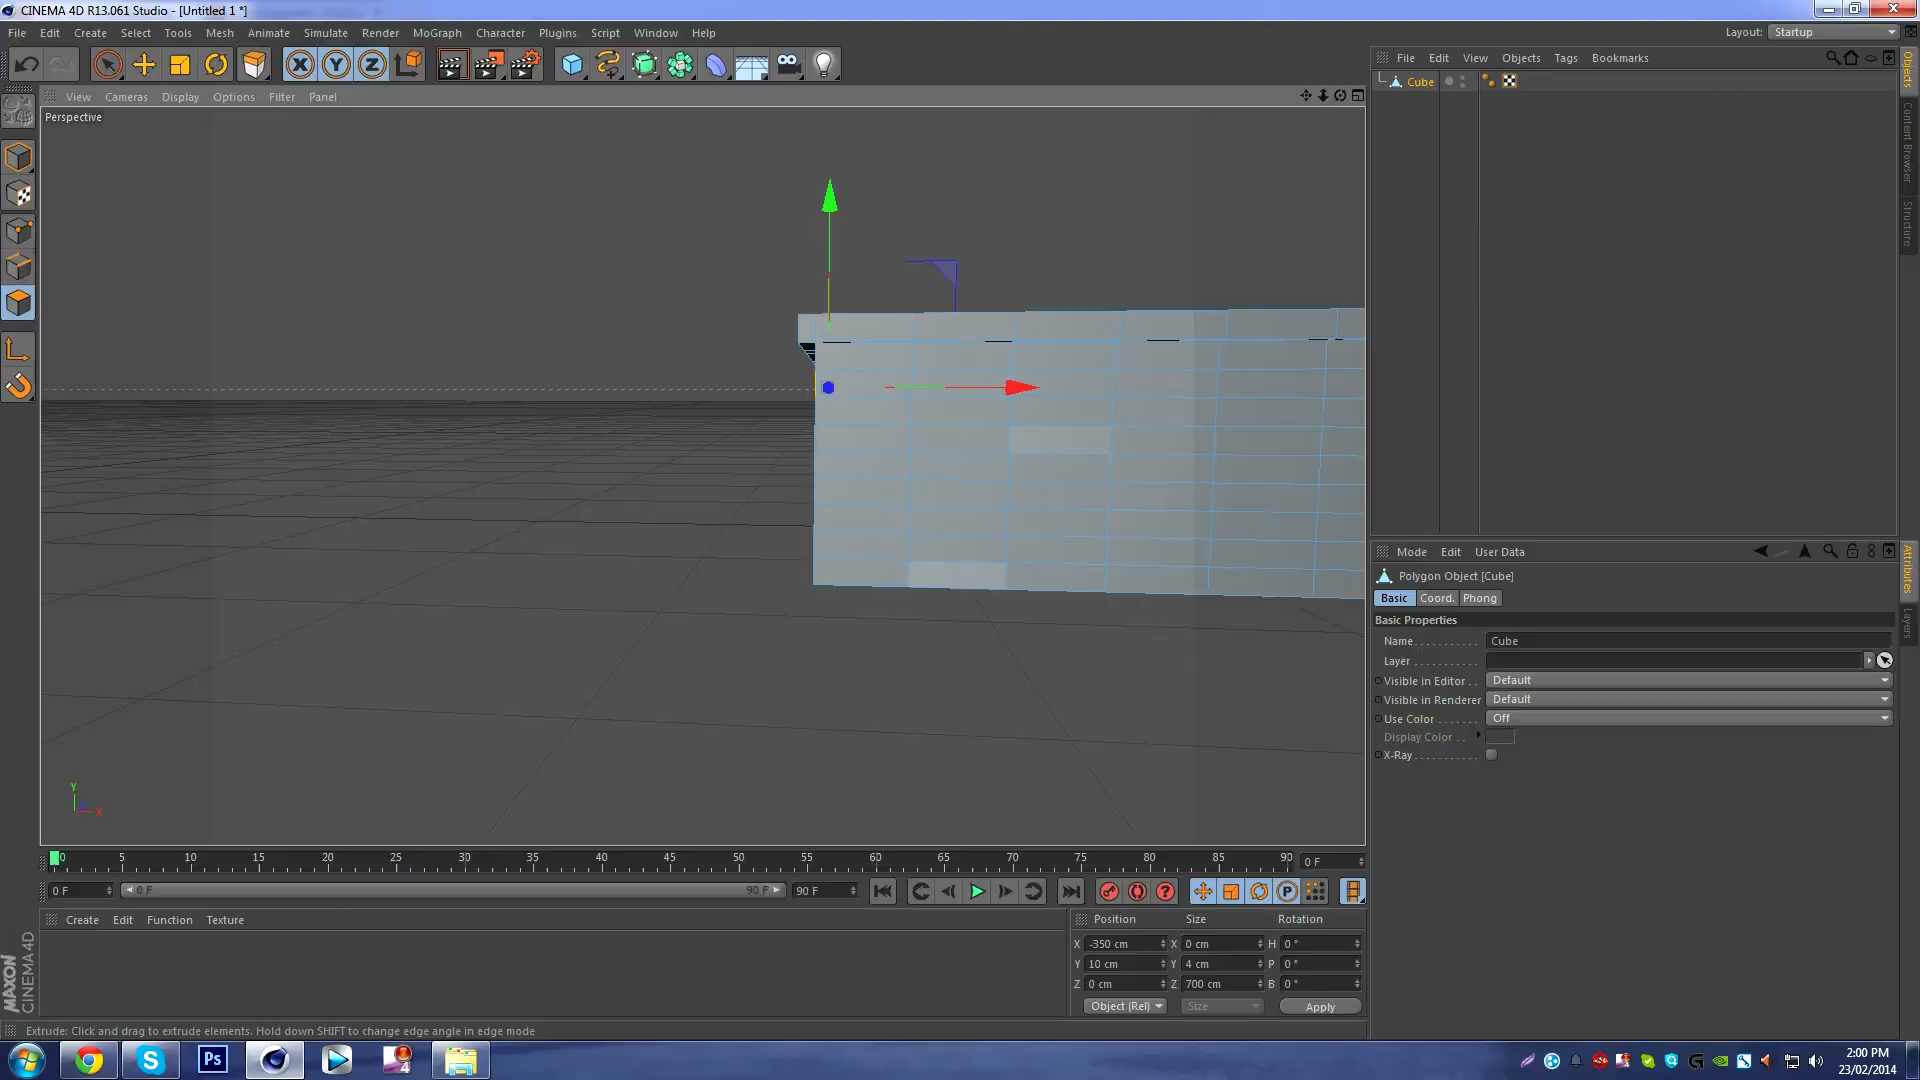 CINEMA 4D R13.061 Studio - [Untitled 1 *]
File Edit Create Select Tools Mesh Animate Simulate Render MoGraph Character Plugins Script Window Help
Layout: Startup
File Edit View Objects Tags Bookmarks
View Cameras Display Options Filter Panel
Cube
Perspective
Objects
Content Browser
Structure
Mode Edit User Data
Polygon Object [Cube]
Basic Coord. Phong
Basic Properties
Name Cube
Layer
Visible in Editor Default
Visible in Renderer Default
Use Color Off
Display Color
X-Ray
Attributes
Layers
Y
X
0 5 10 15 20 25 30 35 40 45 50 55 60 65 70 75 80 85 90
0 F
0 F 0 F 90 F 90 F
Create Edit Function Texture
Position Size Rotation
X -350 cm X 0 cm H 0 °
Y 10 cm Y 4 cm P 0 °
Z 0 cm Z 700 cm B 0 °
Object (Rel) Size Apply
MAXON
CINEMA 4D
Extrude: Click and drag to extrude elements. Hold down SHIFT to change edge angle in edge mode
2:00 PM
23/02/2014